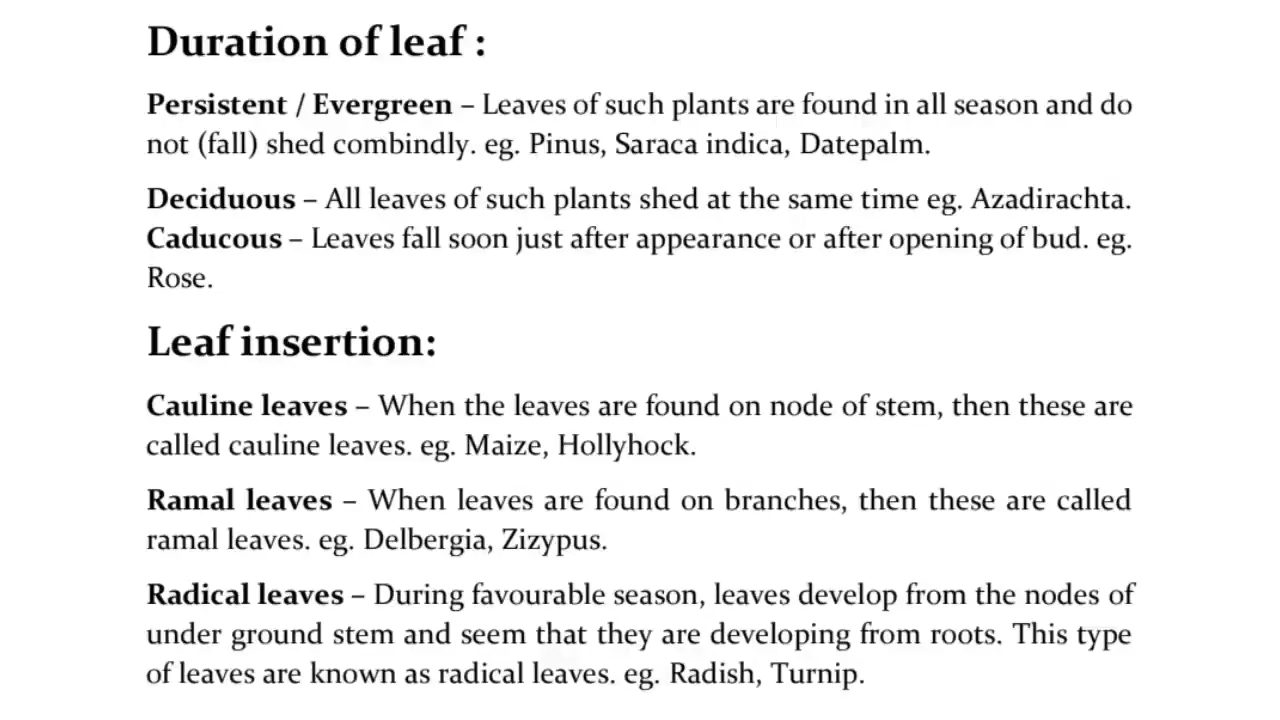 Duration of leaf :
Persistent / Evergreen – Leaves of such plants are found in all season and do
not (fall) shed combindly. eg. Pinus, Saraca indica, Datepalm.
Deciduous – All leaves of such plants shed at the same time eg. Azadirachta.
Caducous – Leaves fall soon just after appearance or after opening of bud. eg.
Rose.
Leaf insertion:
Cauline leaves – When the leaves are found on node of stem, then these are
called cauline leaves. eg. Maize, Hollyhock.
Ramal leaves – When leaves are found on branches, then these are called
ramal leaves. eg. Delbergia, Zizypus.
Radical leaves – During favourable season, leaves develop from the nodes of
under ground stem and seem that they are developing from roots. This type
of leaves are known as radical leaves. eg. Radish, Turnip.